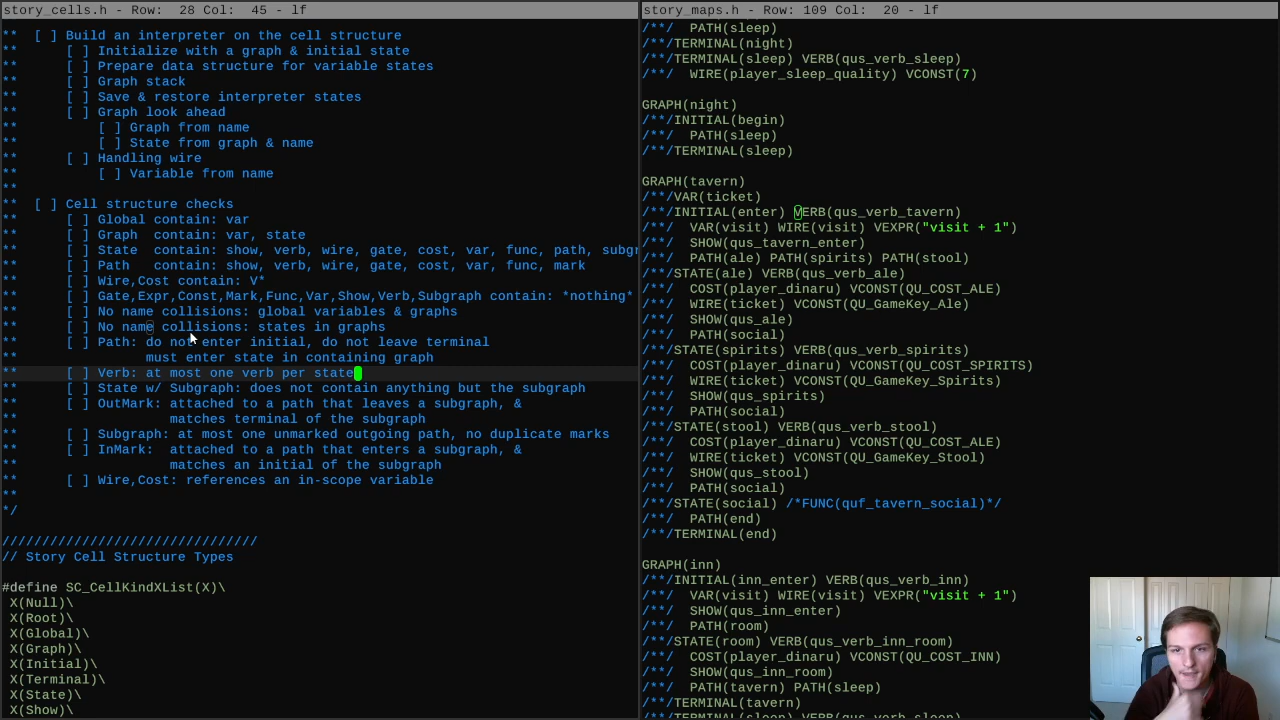 story_cells.h - Row:  28 Col:  45 - lf
**  [ ] Build an interpreter on the cell structure
**      [ ] Initialize with a graph & initial state
**      [ ] Prepare data structure for variable states
**      [ ] Graph stack
**      [ ] Save & restore interpreter states
**      [ ] Graph look ahead
**          [ ] Graph from name
**          [ ] State from graph & name
**      [ ] Handling wire
**          [ ] Variable from name
**
**  [ ] Cell structure checks
**      [ ] Global contain: var
**      [ ] Graph  contain: var, state
**      [ ] State  contain: show, verb, wire, gate, cost, var, func, path, subgr
**      [ ] Path   contain: show, verb, wire, gate, cost, var, func, mark
**      [ ] Wire,Cost contain: V*
**      [ ] Gate,Expr,Const,Mark,Func,Var,Show,Verb,Subgraph contain: *nothing*
**      [ ] No name collisions: global variables & graphs
**      [ ] No name collisions: states in graphs
**      [ ] Path: do not enter initial, do not leave terminal
**                must enter state in containing graph
**      [ ] Verb: at most one verb per state
**      [ ] State w/ Subgraph: does not contain anything but the subgraph
**      [ ] OutMark: attached to a path that leaves a subgraph, &
**                   matches terminal of the subgraph
**      [ ] Subgraph: at most one unmarked outgoing path, no duplicate marks
**      [ ] InMark:  attached to a path that enters a subgraph, &
**                   matches an initial of the subgraph
**      [ ] Wire,Cost: references an in-scope variable
**
*/
////////////////////////////////
// Story Cell Structure Types
#define SC_CellKindXList(X)\
X(Null)\
X(Root)\
X(Global)\
X(Graph)\
X(Initial)\
X(Terminal)\
X(State)\
X(Show)\
story_maps.h - Row: 109 Col:  20 - lf
/**/  PATH(sleep)
/**/TERMINAL(night)
/**/TERMINAL(sleep) VERB(qus_verb_sleep)
/**/  WIRE(player_sleep_quality) VCONST(7)
GRAPH(night)
/**/INITIAL(begin)
/**/  PATH(sleep)
/**/TERMINAL(sleep)
GRAPH(tavern)
/**/VAR(ticket)
/**/INITIAL(enter) VERB(qus_verb_tavern)
/**/  VAR(visit) WIRE(visit) VEXPR("visit + 1")
/**/  SHOW(qus_tavern_enter)
/**/  PATH(ale) PATH(spirits) PATH(stool)
/**/STATE(ale) VERB(qus_verb_ale)
/**/  COST(player_dinaru) VCONST(QU_COST_ALE)
/**/  WIRE(ticket) VCONST(QU_GameKey_Ale)
/**/  SHOW(qus_ale)
/**/  PATH(social)
/**/STATE(spirits) VERB(qus_verb_spirits)
/**/  COST(player_dinaru) VCONST(QU_COST_SPIRITS)
/**/  WIRE(ticket) VCONST(QU_GameKey_Spirits)
/**/  SHOW(qus_spirits)
/**/  PATH(social)
/**/STATE(stool) VERB(qus_verb_stool)
/**/  COST(player_dinaru) VCONST(QU_COST_ALE)
/**/  WIRE(ticket) VCONST(QU_GameKey_Stool)
/**/  SHOW(qus_stool)
/**/  PATH(social)
/**/STATE(social) /*FUNC(quf_tavern_social)*/
/**/  PATH(end)
/**/TERMINAL(end)
GRAPH(inn)
/**/INITIAL(inn_enter) VERB(qus_verb_inn)
/**/  VAR(visit) WIRE(visit) VEXPR("visit + 1")
/**/  SHOW(qus_inn_enter)
/**/  PATH(room)
/**/STATE(room) VERB(qus_verb_inn_room)
/**/  COST(player_dinaru) VCONST(QU_COST_INN)
/**/  SHOW(qus_inn_room)
/**/  PATH(tavern) PATH(sleep)
/**/TERMINAL(tavern)
/**/TERMINAL(sleep) VERB(qus_verb_sleep)